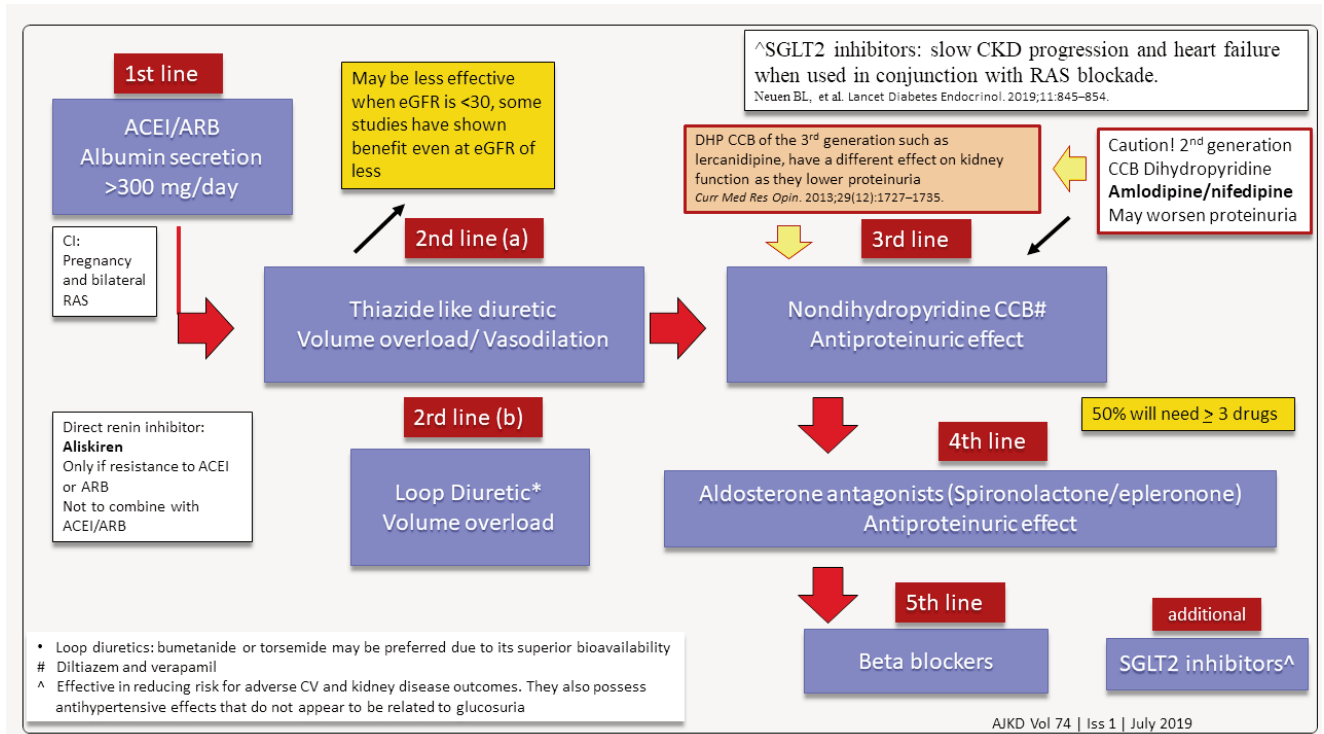 ^SGLT2 inhibitors: slow CKD progression and heart failure
when used in conjunction with RAS blockade.
Neuen BL, et al. Lancet Diabetes Endocrinol. 2019;11:845–854.
1st line
ACEI/ARB
Albumin secretion
>300 mg/day
May be less effective
when eGFR is <30, some
studies have shown
benefit even at eGFR of
less
DHP CCB of the 3rd generation such as
lercanidipine, have a different effect on kidney
function as they lower proteinuria
Curr Med Res Opin. 2013;29(12):1727–1735.
Caution! 2nd generation
CCB Dihydropyridine
Amlodipine/nifedipine
May worsen proteinuria
CI:
Pregnancy
and bilateral
RAS
2nd line (a)
Thiazide like diuretic
Volume overload/ Vasodilation
3rd line
Nondihydropyridine CCB#
Antiproteinuric effect
Direct renin inhibitor:
Aliskiren
Only if resistance to ACEI
or ARB
Not to combine with
ACEI/ARB
2rd line (b)
Loop Diuretic*
Volume overload
50% will need ≥ 3 drugs
4th line
Aldosterone antagonists (Spironolactone/epleronone)
Antiproteinuric effect
5th line
Beta blockers
additional
SGLT2 inhibitors^
• Loop diuretics: bumetanide or torsemide may be preferred due to its superior bioavailability
# Diltiazem and verapamil
^ Effective in reducing risk for adverse CV and kidney disease outcomes. They also possess
antihypertensive effects that do not appear to be related to glucosuria
AJKD Vol 74 | Iss 1 | July 2019